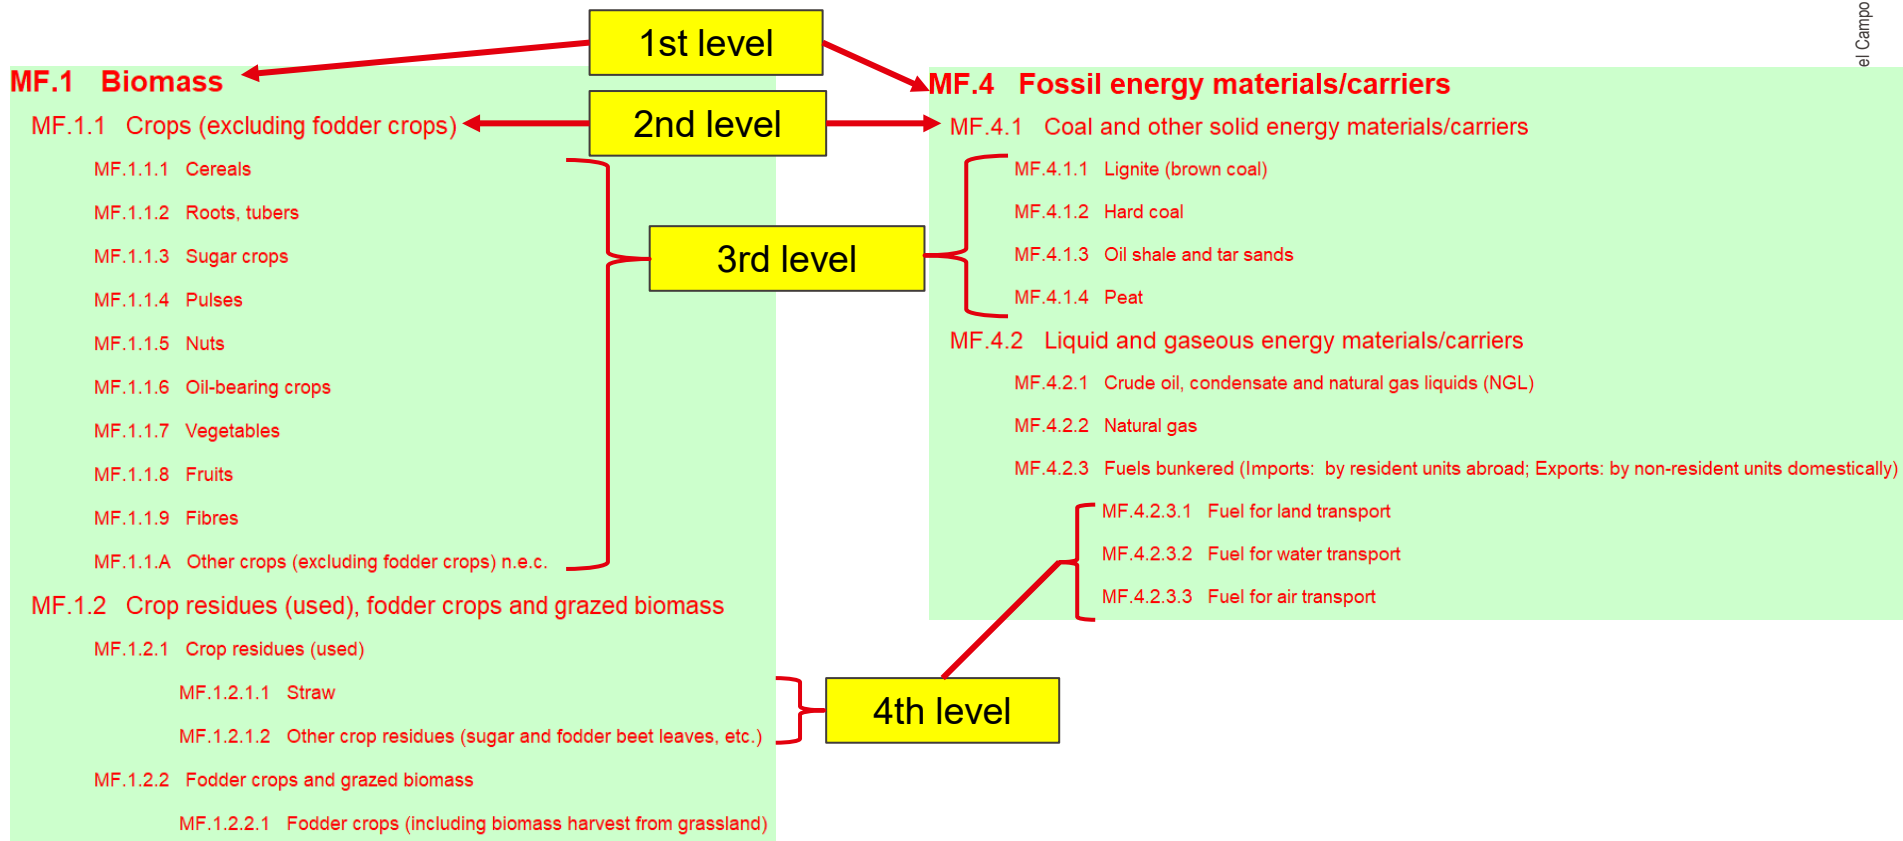 1st level
2nd level
3rd level
4th level
MF.1 Biomass
MF.1.1 Crops (excluding fodder crops)
MF.1.1.1 Cereals
MF.1.1.2 Roots, tubers
MF.1.1.3 Sugar crops
MF.1.1.4 Pulses
MF.1.1.5 Nuts
MF.1.1.6 Oil-bearing crops
MF.1.1.7 Vegetables
MF.1.1.8 Fruits
MF.1.1.9 Fibres
MF.1.1.A Other crops (excluding fodder crops) n.e.c.
MF.1.2 Crop residues (used), fodder crops and grazed biomass
MF.1.2.1 Crop residues (used)
MF.1.2.1.1 Straw
MF.1.2.1.2 Other crop residues (sugar and fodder beet leaves, etc.)
MF.1.2.2 Fodder crops and grazed biomass
MF.1.2.2.1 Fodder crops (including biomass harvest from grassland)
MF.4 Fossil energy materials/carriers
MF.4.1 Coal and other solid energy materials/carriers
MF.4.1.1 Lignite (brown coal)
MF.4.1.2 Hard coal
MF.4.1.3 Oil shale and tar sands
MF.4.1.4 Peat
MF.4.2 Liquid and gaseous energy materials/carriers
MF.4.2.1 Crude oil, condensate and natural gas liquids (NGL)
MF.4.2.2 Natural gas
MF.4.2.3 Fuels bunkered (Imports: by resident units abroad; Exports: by non-resident units domestically)
MF.4.2.3.1 Fuel for land transport
MF.4.2.3.2 Fuel for water transport
MF.4.2.3.3 Fuel for air transport
el Campo